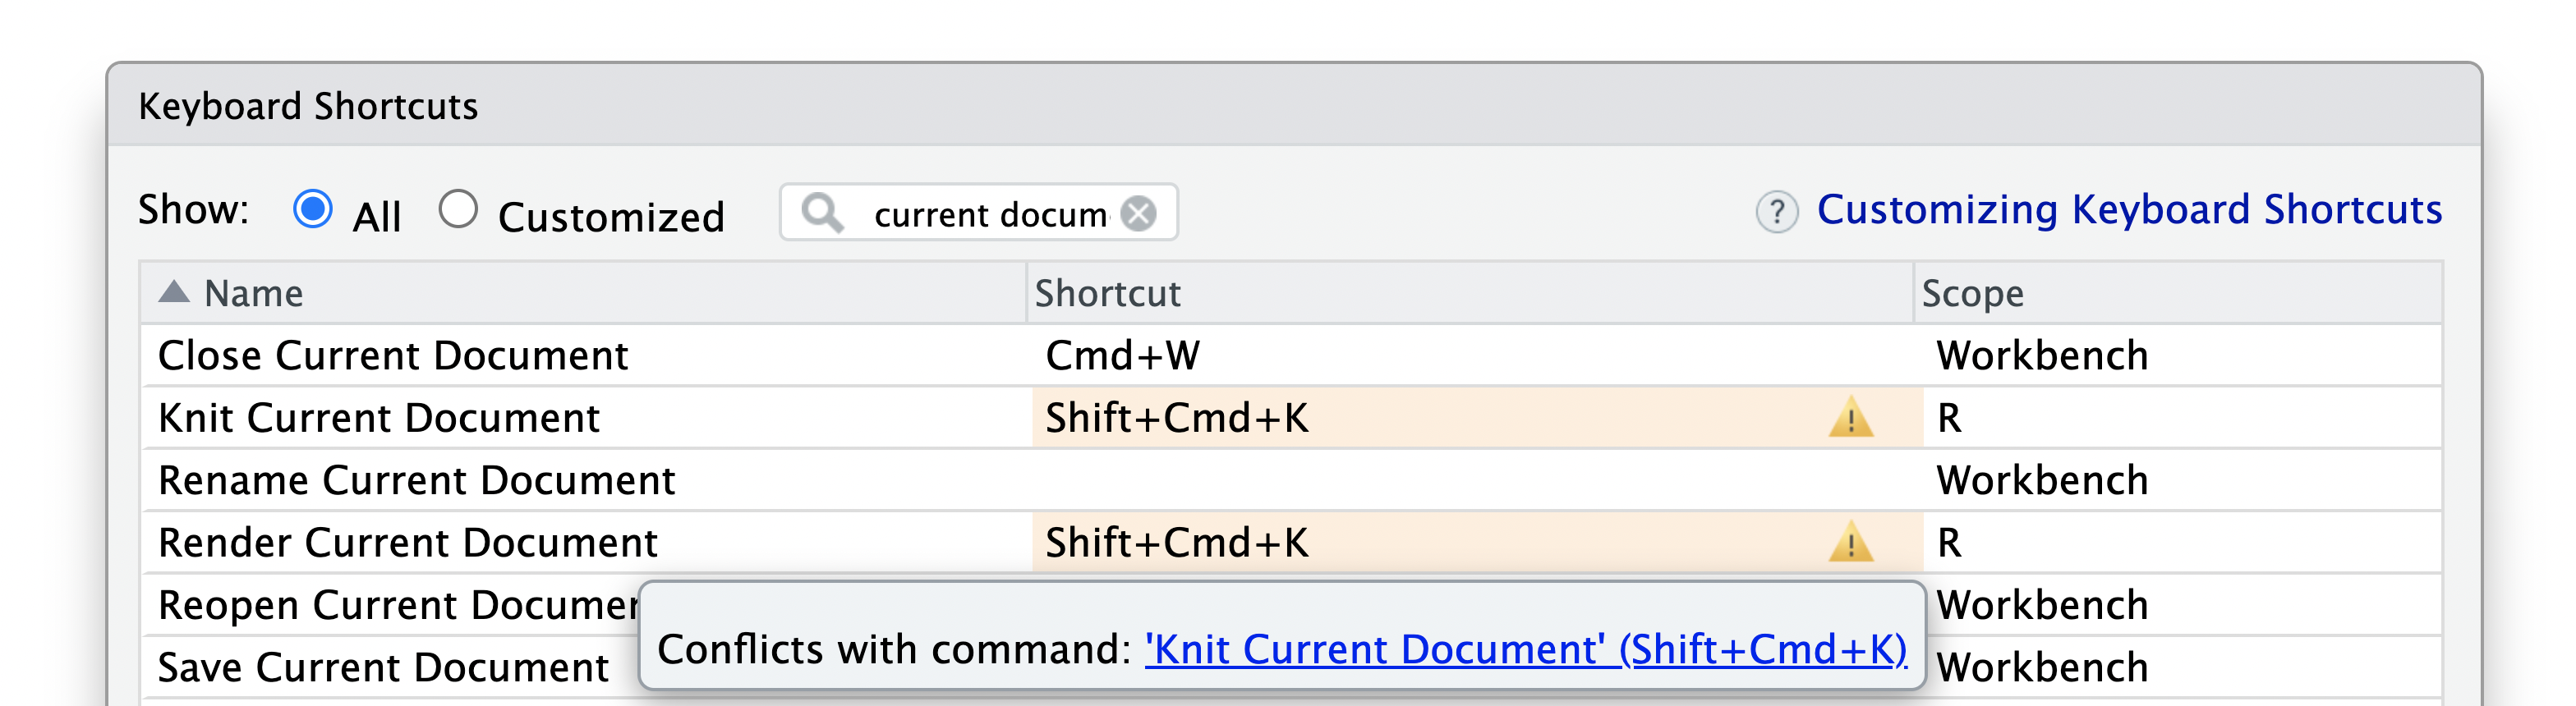 Keyboard Shortcuts
Show: All Customized current docum ? Customizing Keyboard Shortcuts
Name Shortcut Scope
Close Current Document Cmd+W Workbench
Knit Current Document Shift+Cmd+K R
Rename Current Document Workbench
Render Current Document Shift+Cmd+K R
Reopen Current Documen Workbench
Conflicts with command: 'Knit Current Document' (Shift+Cmd+K)
Save Current Document Workbench